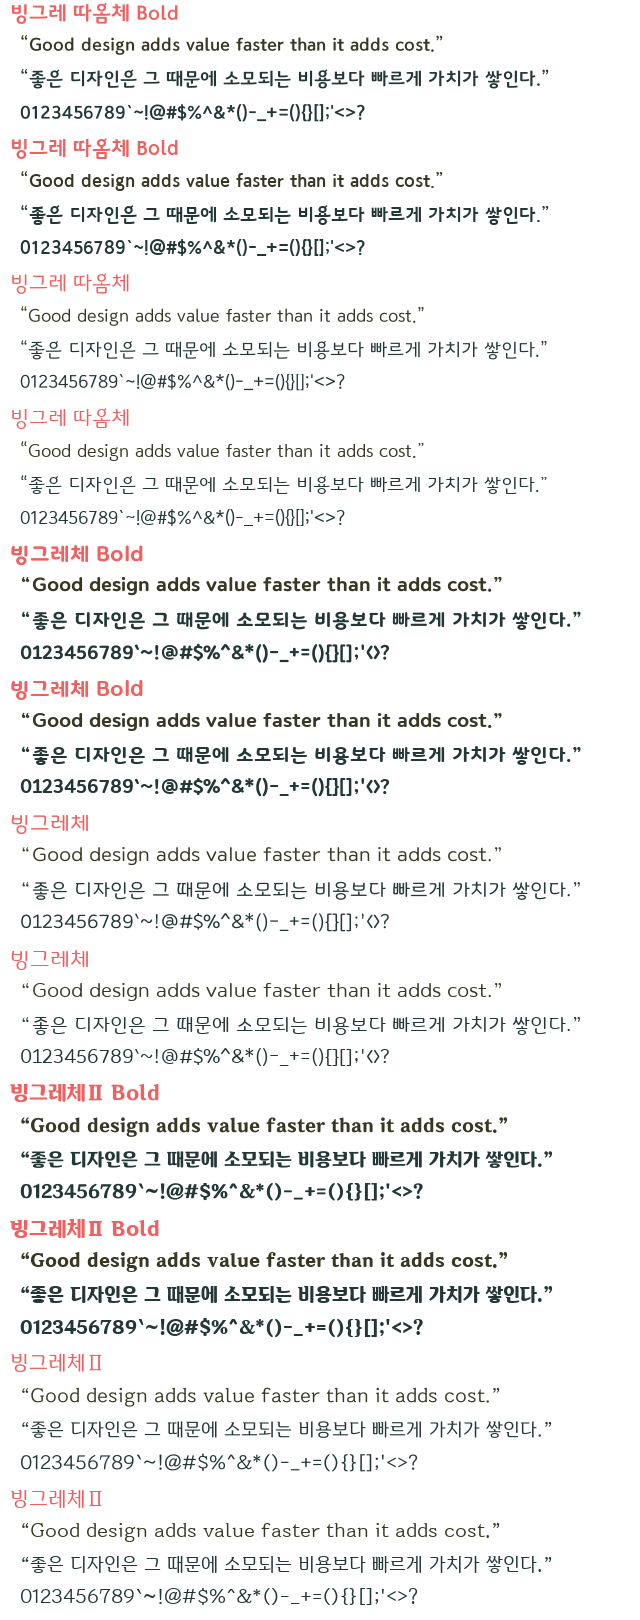 빙그레 따옴체 Bold
“Good design adds value faster than it adds cost.”
“좋은 디자인은 그 때문에 소모되는 비용보다 빠르게 가치가 쌓인다.”
0123456789`~!@#$%^&*()-_+=(){}[];'<>?
빙그레 따옴체 Bold
“Good design adds value faster than it adds cost.”
“좋은 디자인은 그 때문에 소모되는 비용보다 빠르게 가치가 쌓인다.”
0123456789`~!@#$%^&*()-_+=(){}[];'<>?
빙그레 따옴체
“Good design adds value faster than it adds cost.”
“좋은 디자인은 그 때문에 소모되는 비용보다 빠르게 가치가 쌓인다.”
0123456789`~!@#$%^&*()-_+=(){}[];'<>?
빙그레 따옴체
“Good design adds value faster than it adds cost.”
“좋은 디자인은 그 때문에 소모되는 비용보다 빠르게 가치가 쌓인다.”
0123456789`~!@#$%^&*()-_+=(){}[];'<>?
빙그레체 Bold
“Good design adds value faster than it adds cost.”
“좋은 디자인은 그 때문에 소모되는 비용보다 빠르게 가치가 쌓인다.”
0123456789`~!@#$%^&*()-_+=(){}[];'<>?
빙그레체 Bold
“Good design adds value faster than it adds cost.”
“좋은 디자인은 그 때문에 소모되는 비용보다 빠르게 가치가 쌓인다.”
0123456789`~!@#$%^&*()-_+=(){}[];'<>?
빙그레체
“Good design adds value faster than it adds cost.”
“좋은 디자인은 그 때문에 소모되는 비용보다 빠르게 가치가 쌓인다.”
0123456789`~!@#$%^&*()-_+=(){}[];'<>?
빙그레체
“Good design adds value faster than it adds cost.”
“좋은 디자인은 그 때문에 소모되는 비용보다 빠르게 가치가 쌓인다.”
0123456789`~!@#$%^&*()-_+=(){}[];'<>?
빙그레체Ⅱ Bold
“Good design adds value faster than it adds cost.”
“좋은 디자인은 그 때문에 소모되는 비용보다 빠르게 가치가 쌓인다.”
0123456789`~!@#$%^&*()-_+=(){}[];'<>?
빙그레체Ⅱ Bold
“Good design adds value faster than it adds cost.”
“좋은 디자인은 그 때문에 소모되는 비용보다 빠르게 가치가 쌓인다.”
0123456789`~!@#$%^&*()-_+=(){}[];'<>?
빙그레체Ⅱ
“Good design adds value faster than it adds cost.”
“좋은 디자인은 그 때문에 소모되는 비용보다 빠르게 가치가 쌓인다.”
0123456789`~!@#$%^&*()-_+=(){}[];'<>?
빙그레체Ⅱ
“Good design adds value faster than it adds cost.”
“좋은 디자인은 그 때문에 소모되는 비용보다 빠르게 가치가 쌓인다.”
0123456789`~!@#$%^&*()-_+=(){}[];'<>?